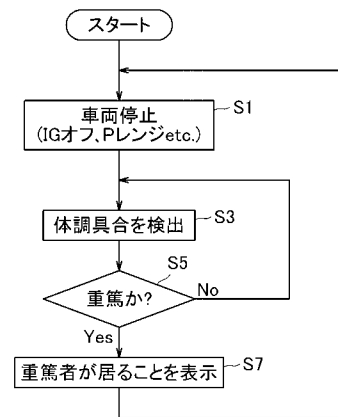 スタート
車両停止
(IGオフ、Pレンジetc.)
S1
体調具合を検出
S3
重篤か?
S5
No
Yes
重篤者が居ることを表示
S7